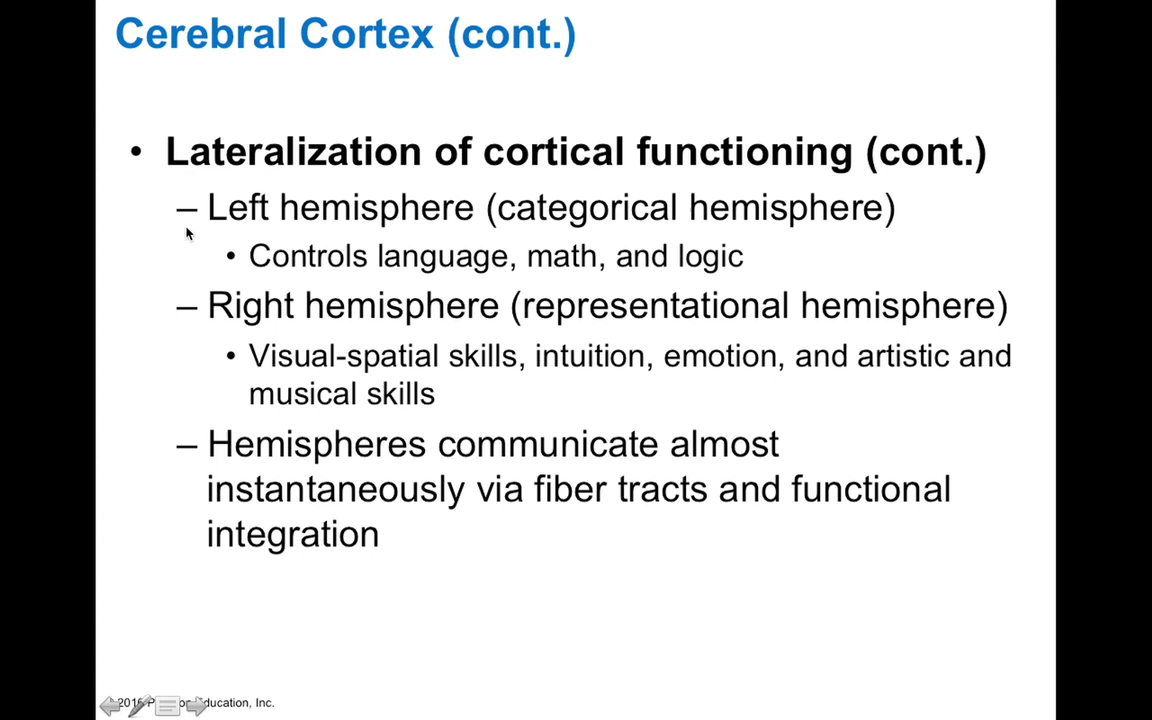 Cerebral Cortex (cont.)
• Lateralization of cortical functioning (cont.)
– Left hemisphere (categorical hemisphere)
• Controls language, math, and logic
– Right hemisphere (representational hemisphere)
• Visual-spatial skills, intuition, emotion, and artistic and
musical skills
– Hemispheres communicate almost
instantaneously via fiber tracts and functional
integration
Education, Inc.